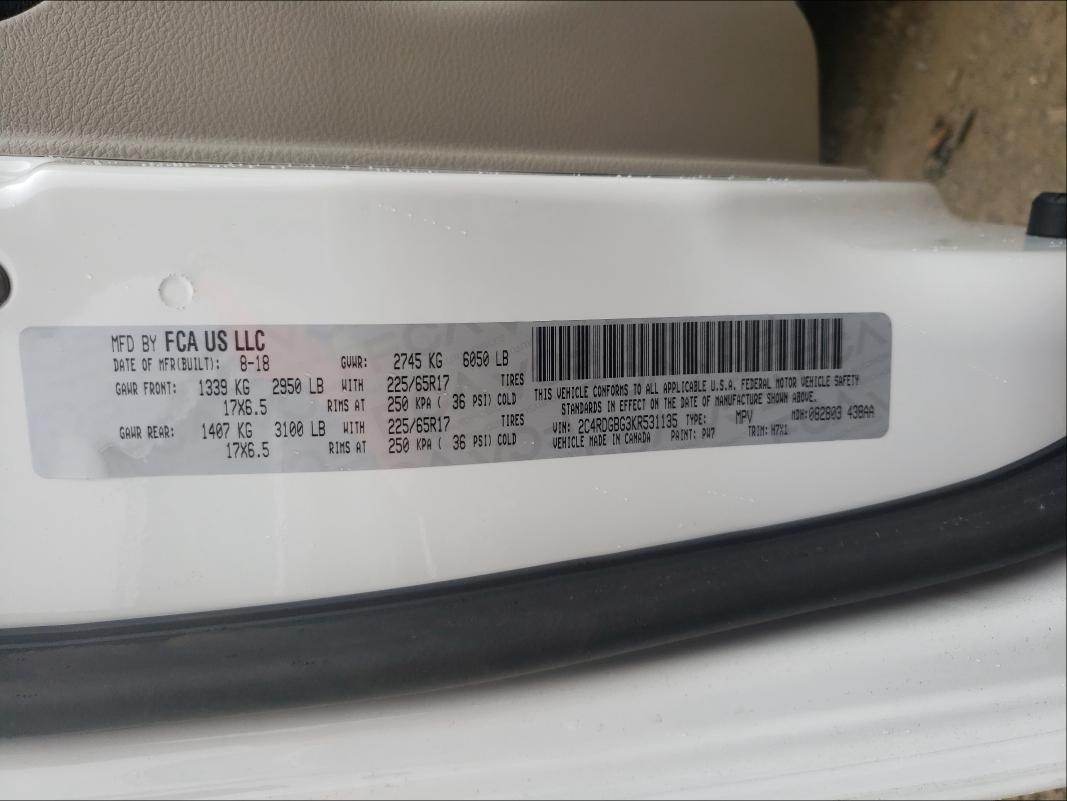 MFD BY FCA US LLC
DATE OF MFR(BUILT): 8-18 GVWR: 2745 KG 6050 LB
GAWR FRONT: 1339 KG 2950 LB WITH 225/65R17 TIRES
17X6.5 RIMS AT 250 KPA ( 36 PSI) COLD
GAWR REAR: 1407 KG 3100 LB WITH 225/65R17 TIRES
17X6.5 RIMS AT 250 KPA ( 36 PSI) COLD
THIS VEHICLE CONFORMS TO ALL APPLICABLE U.S.A. FEDERAL MOTOR VEHICLE SAFETY
STANDARDS IN EFFECT ON THE DATE OF MANUFACTURE SHOWN ABOVE.
VIN: 2C4RDGBG3KR531135 TYPE: MPV MDH: 082803 438AA
VEHICLE MADE IN CANADA PAINT: PW7 TRIM: H7X1